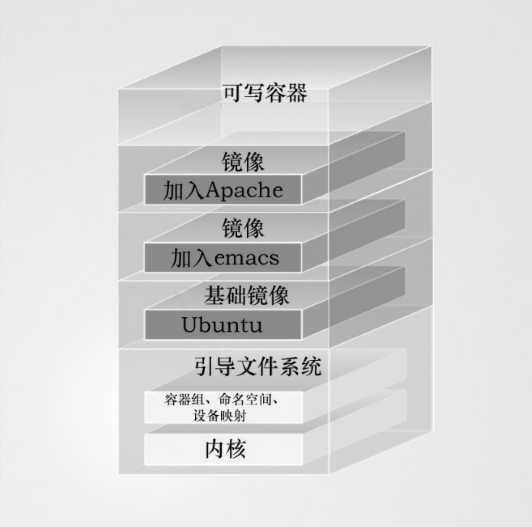 可写容器
镜像
加入Apache
镜像
加入emacs
基础镜像
Ubuntu
引导文件系统
容器组、命名空间、
设备映射
内核